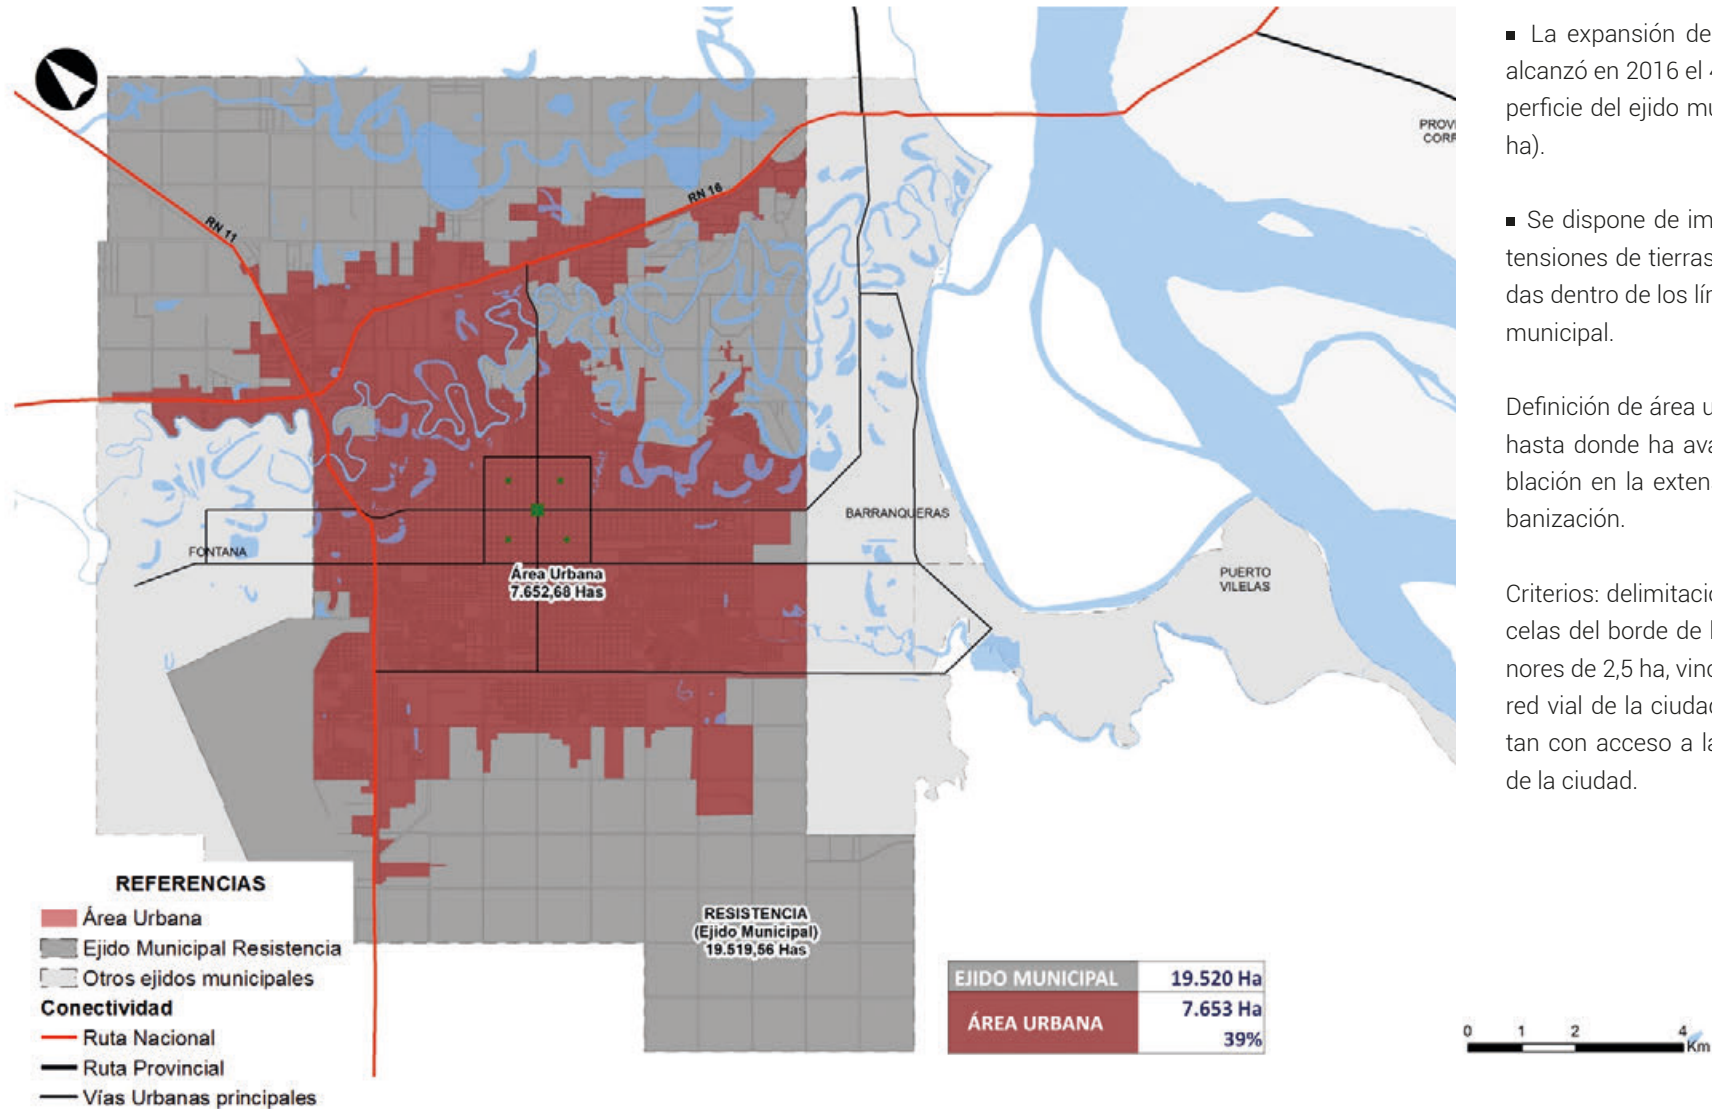 RN 11
RN 16
PROVI
CORR
BARRANQUERAS
FONTANA
PUERTO
VILELAS
Área Urbana
7.652,68 Has
RESISTENCIA
(Ejido Municipal)
19.519,56 Has
REFERENCIAS
Área Urbana
Ejido Municipal Resistencia
Otros ejidos municipales
Conectividad
Ruta Nacional
Ruta Provincial
Vías Urbanas principales
EJIDO MUNICIPAL 19.520 Ha
ÁREA URBANA 7.653 Ha
39%
0 1 2 4
Km
▪ La expansión de
alcanzó en 2016 el 4
perficie del ejido mu
ha).
▪ Se dispone de im
tensiones de tierras
das dentro de los lím
municipal.
Definición de área u
hasta donde ha ava
blación en la exten
banización.
Criterios: delimitació
celas del borde de l
nores de 2,5 ha, vinc
red vial de la ciudad
tan con acceso a la
de la ciudad.